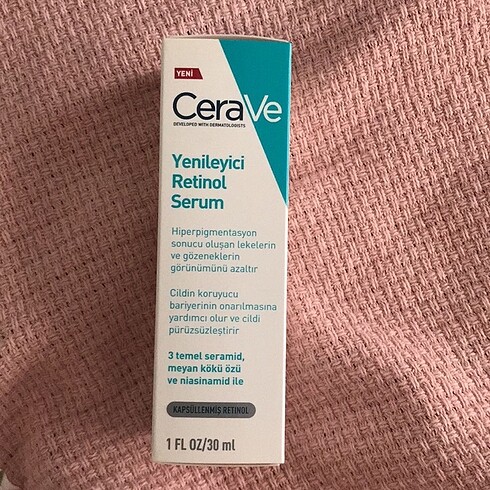 YENİ
CeraVe
DEVELOPED WITH DERMATOLOGISTS
Yenileyici
Retinol
Serum
Hiperpigmentasyon
sonucu oluşan lekelerin
ve gözeneklerin
görünümünü azaltır
Cildin koruyucu
bariyerinin onarılmasına
yardımcı olur ve cildi
pürüzsüzleştirir
3 temel seramid,
meyan kökü özü
ve niasinamid ile
KAPSÜLLENMİŞ RETINOL
1 FL OZ/30 ml